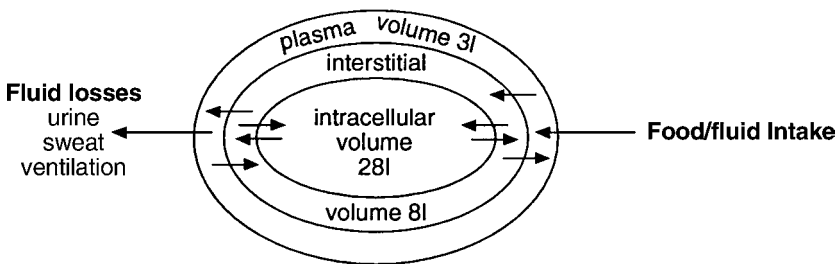 plasma volume 3l
interstitial
Fluid losses
urine
sweat
ventilation
intracellular
volume
28l
Food/fluid Intake
volume 8l